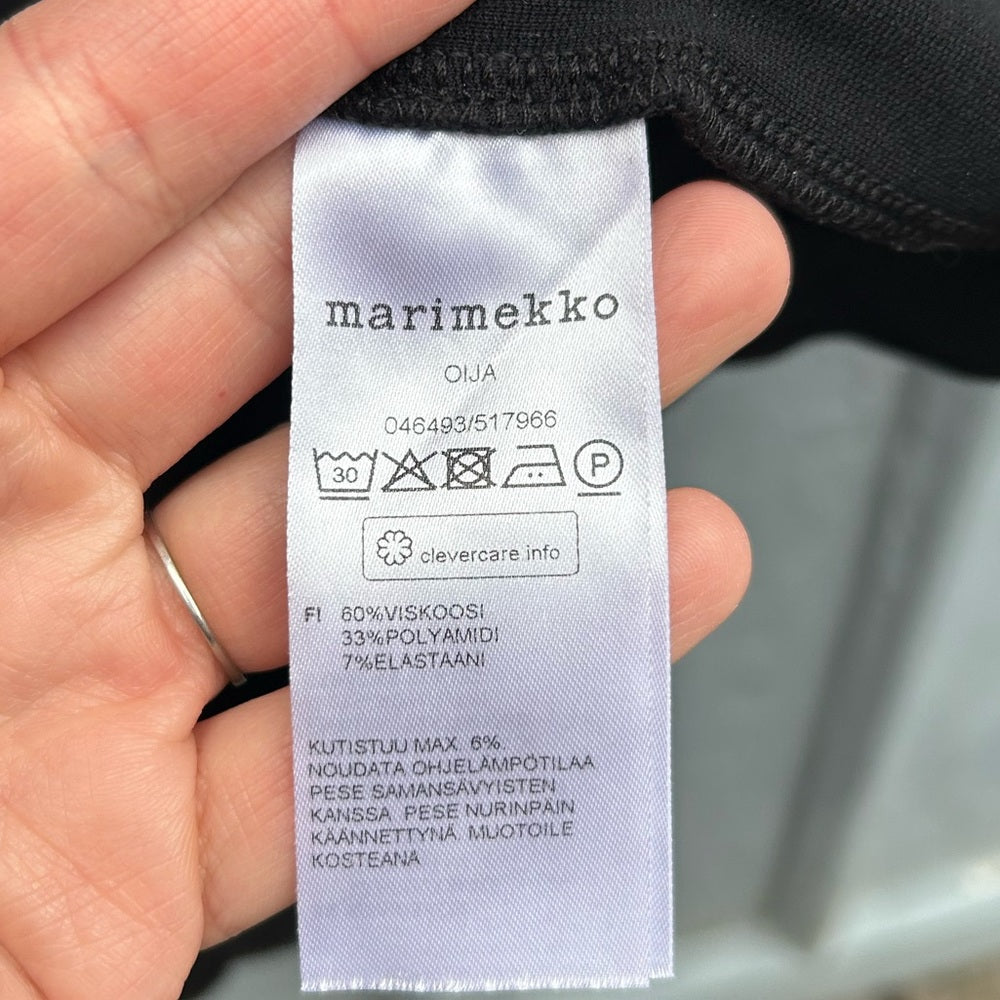 marimekko
OIJA
046493/517966
30 P
clevercare.info
FI 60%VISKOOSI
33%POLYAMIDI
7%ELASTAANI
KUTISTUU MAX. 6%.
NOUDATA OHJELÄMPÖTILAA
PESE SAMANSÄVYISTEN
KANSSA. PESE NURINPÄIN
KÄÄNNETTYNÄ. MUOTOILE
KOSTEANA